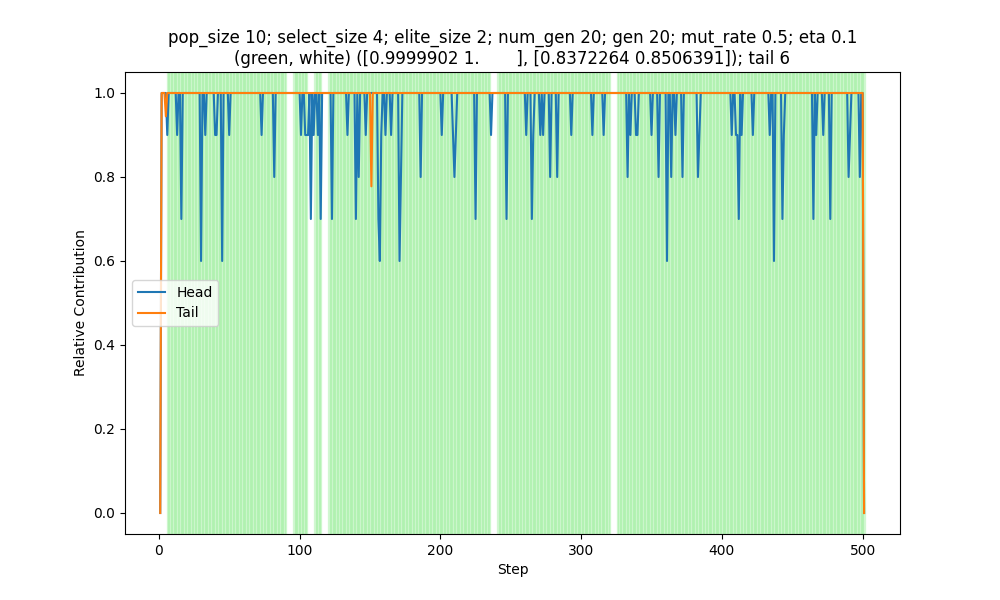 pop_size 10; select_size 4; elite_size 2; num_gen 20; gen 20; mut_rate 0.5; eta 0.1
(green, white) ([0.9999902 1.        ], [0.8372264 0.8506391]); tail 6
1.0
0.8
0.6
0.4
0.2
0.0
Relative Contribution
Head
Tail
0 100 200 300 400 500
Step